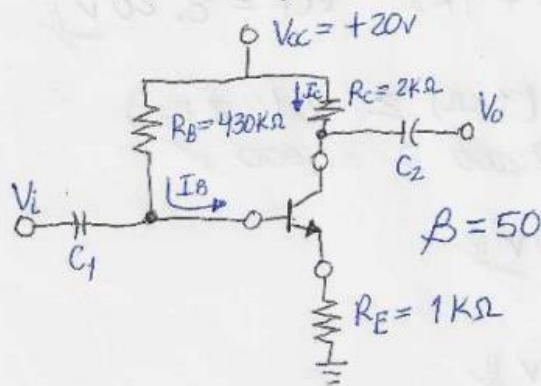 Vcc = +20V
Ic
Rc = 2KΩ
RB = 430KΩ
Vo
C2
Vi
IB
C1
β = 50
RE = 1KΩ